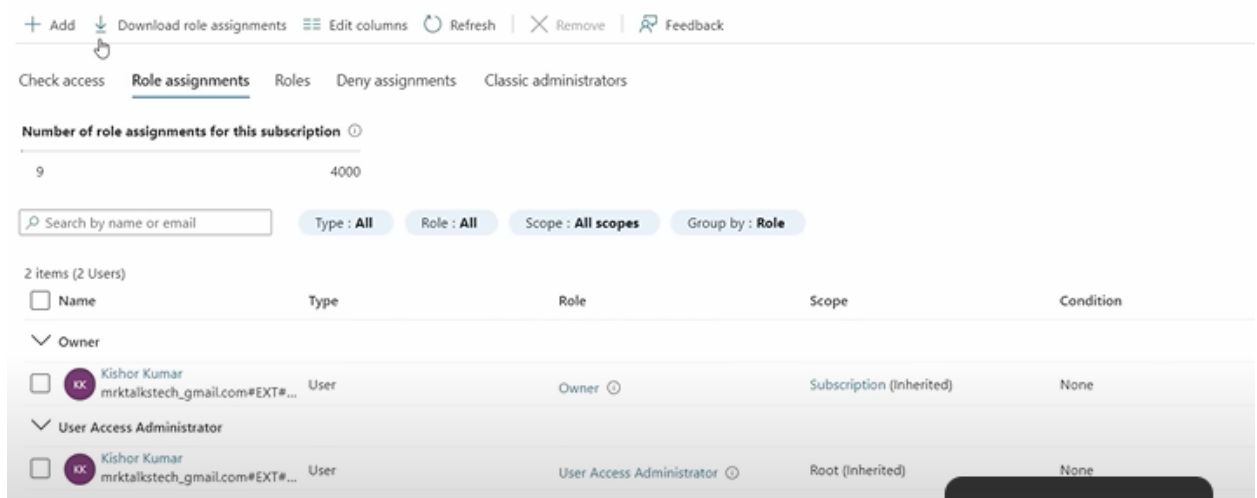 Add Download role assignments Edit columns Refresh Remove Feedback
Check access Role assignments Roles Deny assignments Classic administrators
Number of role assignments for this subscription
9 4000
Search by name or email Type : All Role : All Scope : All scopes Group by : Role
2 items (2 Users)
Name Type Role Scope Condition
Owner
KK Kishor Kumar
mrktalkstech_gmail.com#EXT#... User Owner Subscription (Inherited) None
User Access Administrator
KK Kishor Kumar
mrktalkstech_gmail.com#EXT#... User User Access Administrator Root (Inherited) None